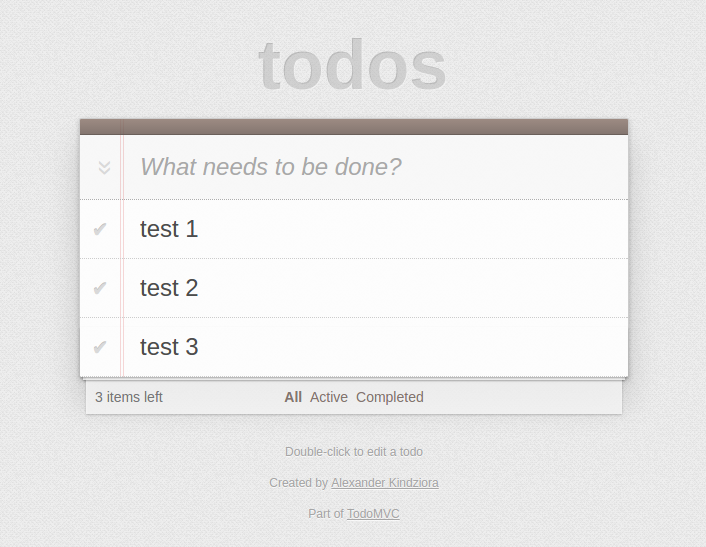 todos
What needs to be done?
test 1
test 2
test 3
3 items left All Active Completed
Double-click to edit a todo
Created by Alexander Kindziora
Part of TodoMVC